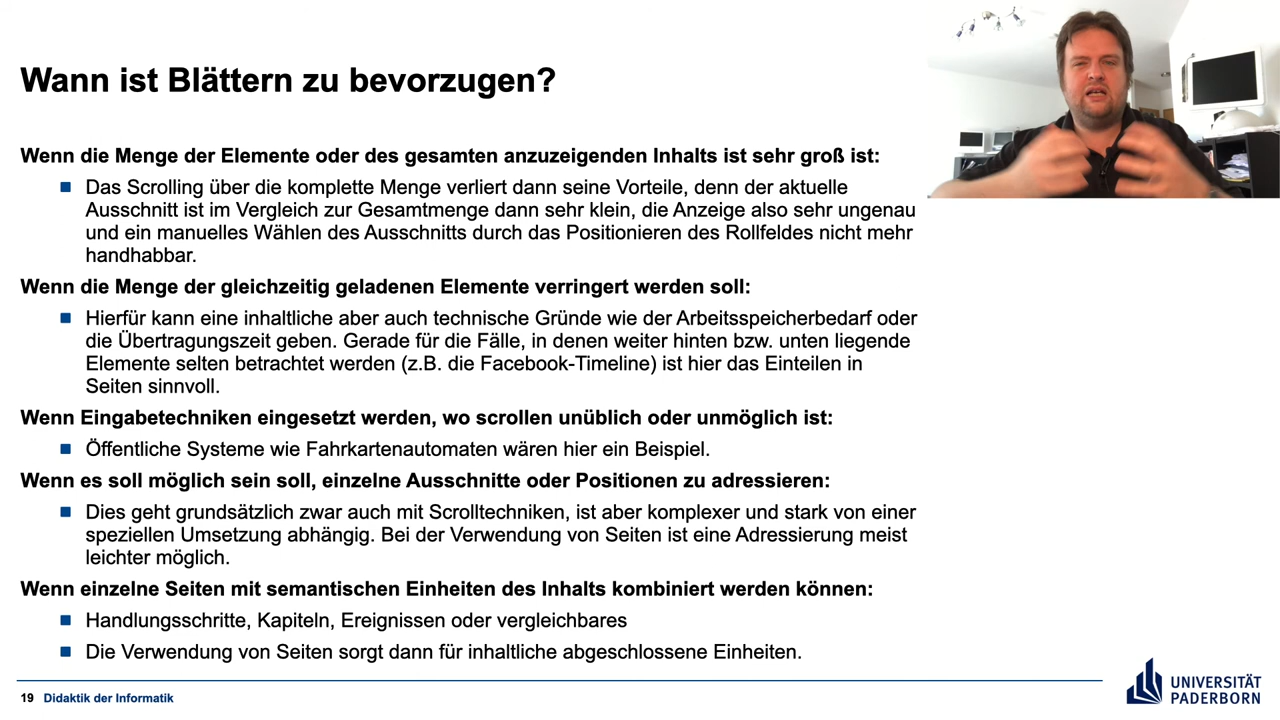 Wann ist Blättern zu bevorzugen?
Wenn die Menge der Elemente oder des gesamten anzuzeigenden Inhalts ist sehr groß ist:
Das Scrolling über die komplette Menge verliert dann seine Vorteile, denn der aktuelle
Ausschnitt ist im Vergleich zur Gesamtmenge dann sehr klein, die Anzeige also sehr ungenau
und ein manuelles Wählen des Ausschnitts durch das Positionieren des Rollfeldes nicht mehr
handhabbar.
Wenn die Menge der gleichzeitig geladenen Elemente verringert werden soll:
Hierfür kann eine inhaltliche aber auch technische Gründe wie der Arbeitsspeicherbedarf oder
die Übertragungszeit geben. Gerade für die Fälle, in denen weiter hinten bzw. unten liegende
Elemente selten betrachtet werden (z.B. die Facebook-Timeline) ist hier das Einteilen in
Seiten sinnvoll.
Wenn Eingabetechniken eingesetzt werden, wo scrollen unüblich oder unmöglich ist:
Öffentliche Systeme wie Fahrkartenautomaten wären hier ein Beispiel.
Wenn es soll möglich sein soll, einzelne Ausschnitte oder Positionen zu adressieren:
Dies geht grundsätzlich zwar auch mit Scrolltechniken, ist aber komplexer und stark von einer
speziellen Umsetzung abhängig. Bei der Verwendung von Seiten ist eine Adressierung meist
leichter möglich.
Wenn einzelne Seiten mit semantischen Einheiten des Inhalts kombiniert werden können:
Handlungsschritte, Kapiteln, Ereignissen oder vergleichbares
Die Verwendung von Seiten sorgt dann für inhaltliche abgeschlossene Einheiten.
19 Didaktik der Informatik
UNIVERSITÄT
PADERBORN